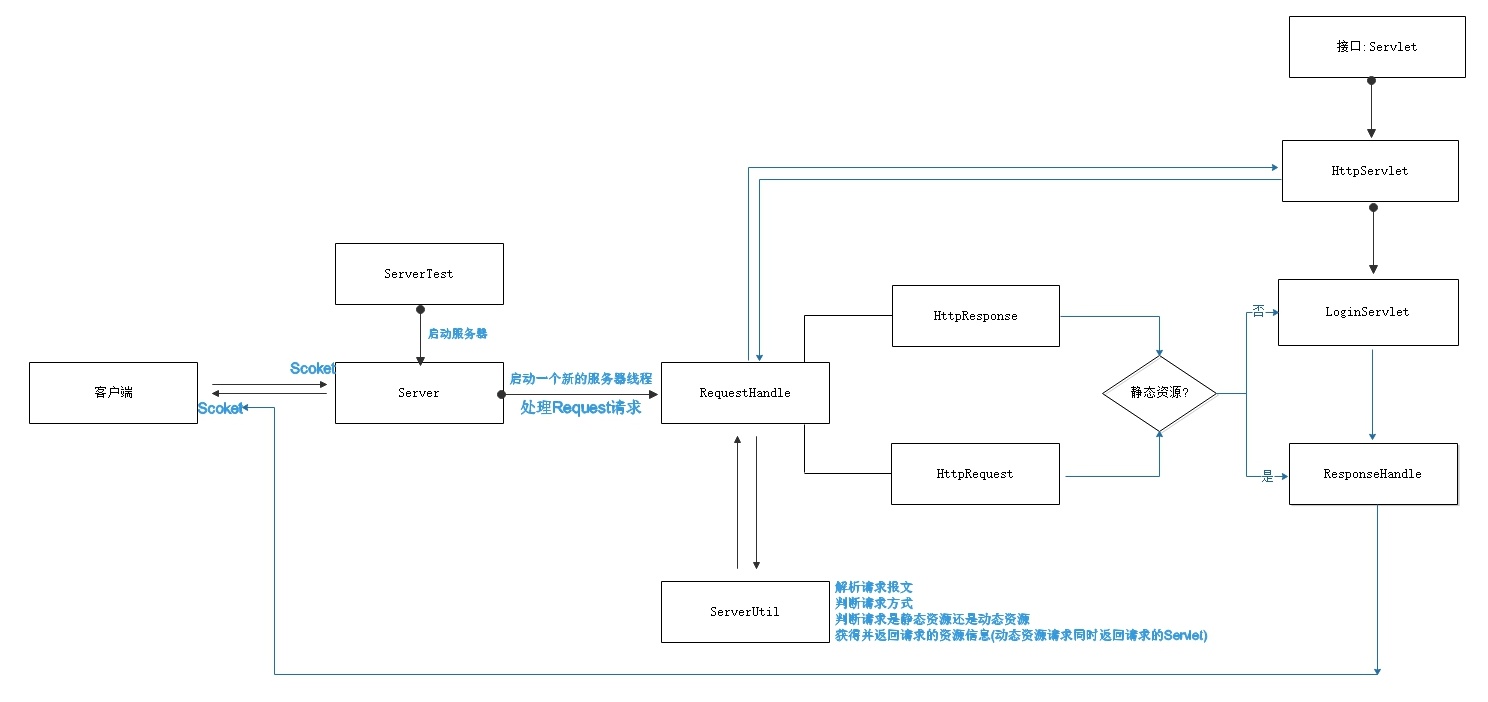 接口:Servlet
HttpServlet
ServerTest
启动服务器
HttpResponse
否
LoginServlet
客户端
Scoket
Scoket
Server
启动一个新的服务器线程
处理Request请求
RequestHandle
静态资源?
HttpRequest
是
ResponseHandle
ServerUtil
解析请求报文
判断请求方式
判断请求是静态资源还是动态资源
获得并返回请求的资源信息(动态资源请求同时返回请求的Servlet)